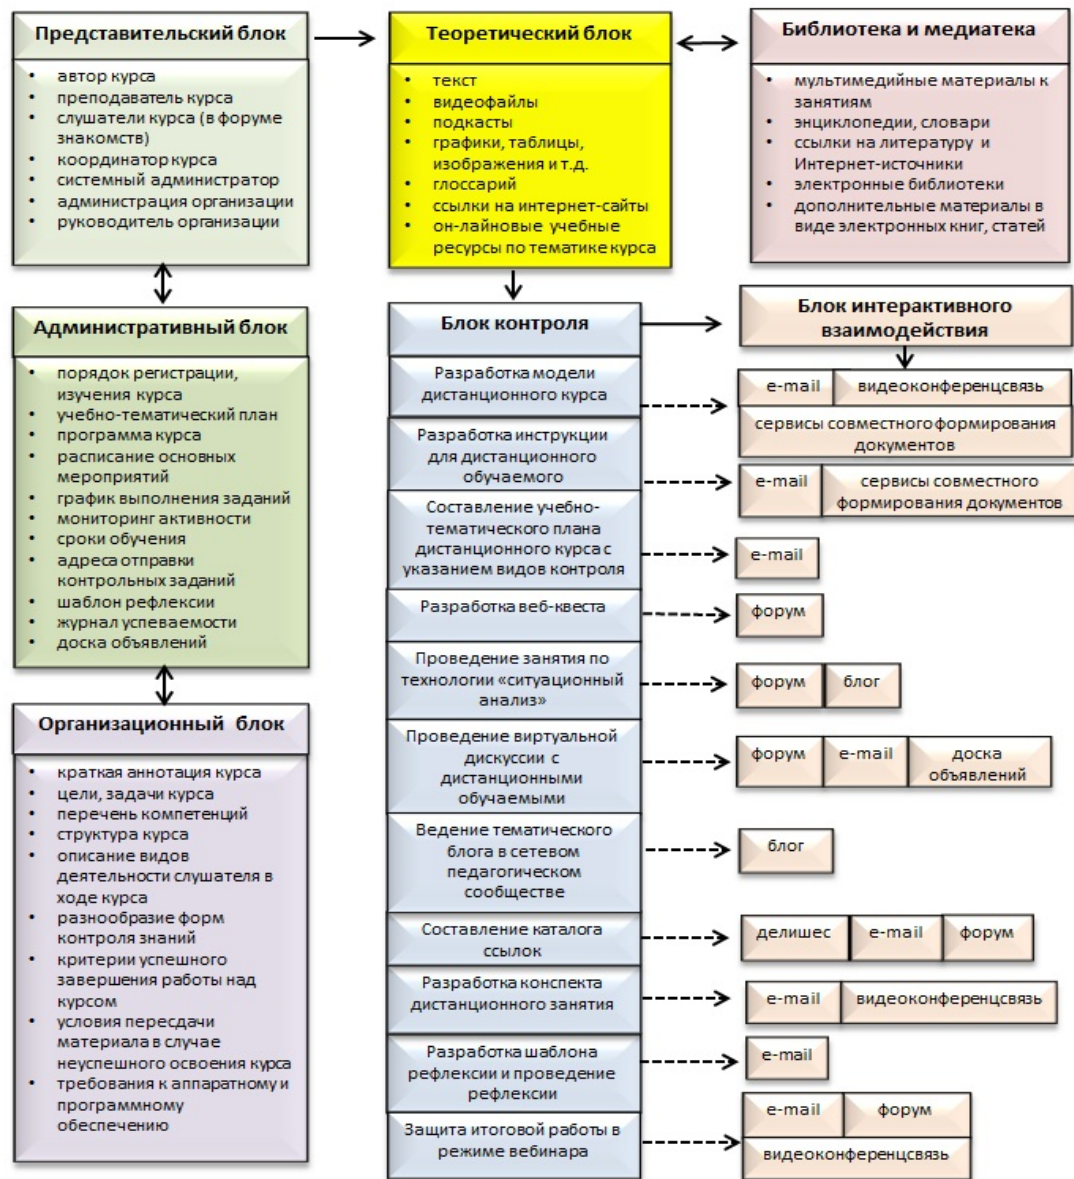 Представительский блок
автор курса
преподаватель курса
слушатели курса (в форуме
знакомств)
координатор курса
системный администратор
администрация организации
руководитель организации
Теоретический блок
текст
видеофайлы
подкасты
графики, таблицы,
изображения и т.д.
глоссарий
ссылки на интернет-сайты
он-лайновые учебные
ресурсы по тематике курса
Библиотека и медиатека
мультимедийные материалы к
занятиям
энциклопедии, словари
ссылки на литературу и
Интернет-источники
электронные библиотеки
дополнительные материалы в
виде электронных книг, статей
Административный блок
порядок регистрации,
изучения курса
учебно-тематический план
программа курса
расписание основных
мероприятий
график выполнения заданий
мониторинг активности
сроки обучения
адреса отправки
контрольных заданий
шаблон рефлексии
журнал успеваемости
доска объявлений
Организационный блок
краткая аннотация курса
цели, задачи курса
перечень компетенций
структура курса
описание видов
деятельности слушателя в
ходе курса
разнообразие форм
контроля знаний
критерии успешного
завершения работы над
курсом
условия пересдачи
материала в случае
неуспешного освоения курса
требования к аппаратному и
программному
обеспечению
Блок контроля
Блок интерактивного
взаимодействия
Разработка модели
дистанционного курса
e-mail
видеоконференцсвязь
сервисы совместного формирования
документов
Разработка инструкции
для дистанционного
обучаемого
e-mail
сервисы совместного
формирования документов
Составление учебно-
тематического плана
дистанционного курса с
указанием видов контроля
e-mail
Разработка веб-квеста
форум
Проведение занятия по
технологии «ситуационный
анализ»
форум
блог
Проведение виртуальной
дискуссии с
дистанционными
обучаемыми
форум
e-mail
доска
объявлений
Ведение тематического
блога в сетевом
педагогическом
сообществе
блог
Составление каталога
ссылок
делишес
e-mail
форум
Разработка конспекта
дистанционного занятия
e-mail
видеоконференцсвязь
Разработка шаблона
рефлексии и проведение
рефлексии
e-mail
Защита итоговой работы в
режиме вебинара
e-mail
форум
видеоконференцсвязь